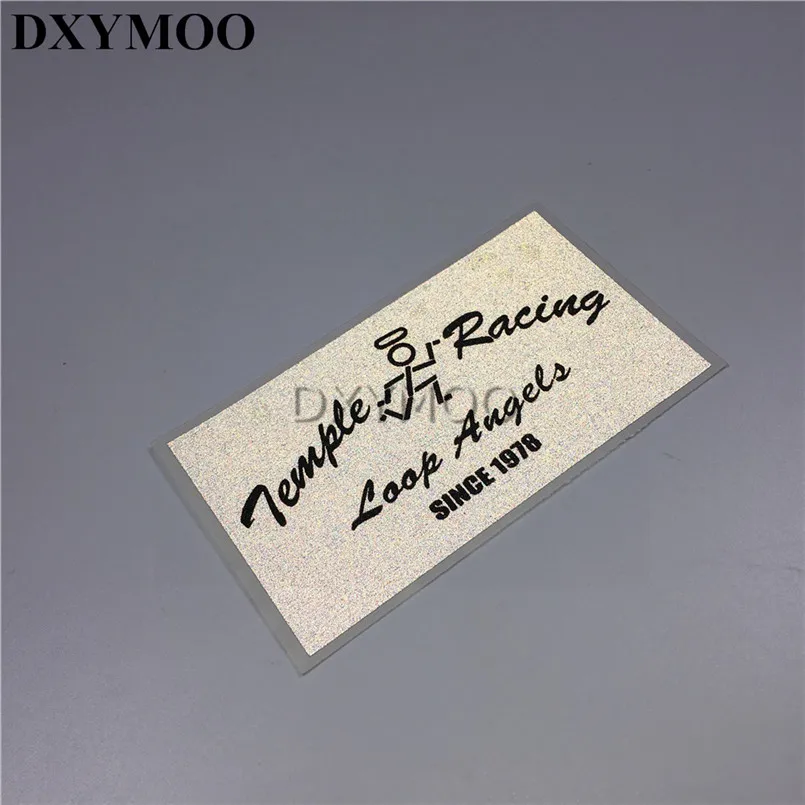 DXYMOO
Temple Racing
DXYMOO
Loop Angels
SINCE 1978